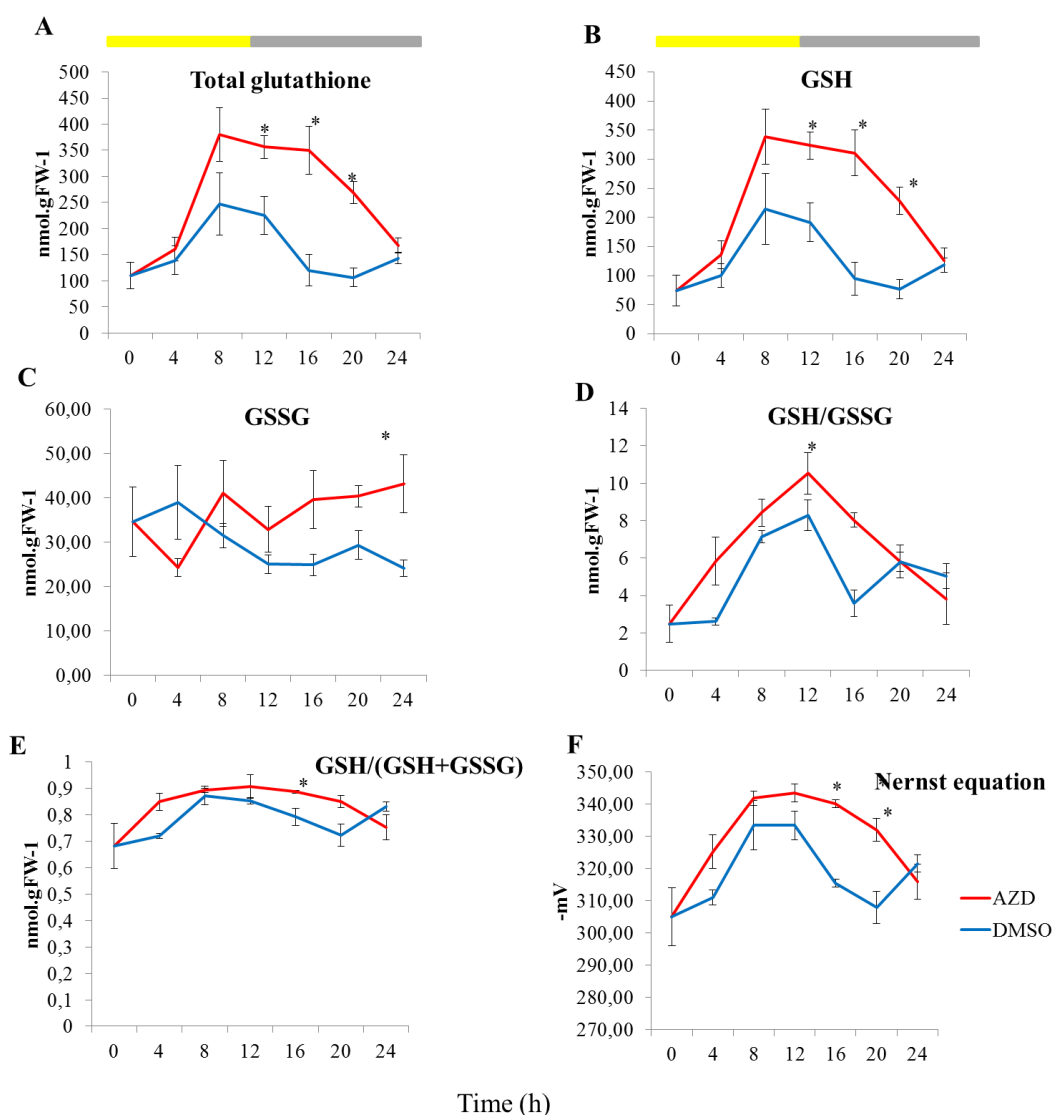 A
Total glutathione
nmol.gFW-1
500
450
400
350
300
250
200
150
100
50
0
*
*
*
0 4 8 12 16 20 24
B
GSH
nmol.gFW-1
450
400
350
300
250
200
150
100
50
0
*
*
*
0 4 8 12 16 20 24
C
GSSG
nmol.gFW-1
60,00
50,00
40,00
30,00
20,00
10,00
0,00
*
0 4 8 12 16 20 24
D
GSH/GSSG
nmol.gFW-1
14
12
10
8
6
4
2
0
*
0 4 8 12 16 20 24
E
GSH/(GSH+GSSG)
nmol.gFW-1
1
0,9
0,8
0,7
0,6
0,5
0,4
0,3
0,2
0,1
0
*
0 4 8 12 16 20 24
F
Nernst equation
-mV
350,00
340,00
330,00
320,00
310,00
300,00
290,00
280,00
270,00
*
*
0 4 8 12 16 20 24
AZD
DMSO
Time (h)